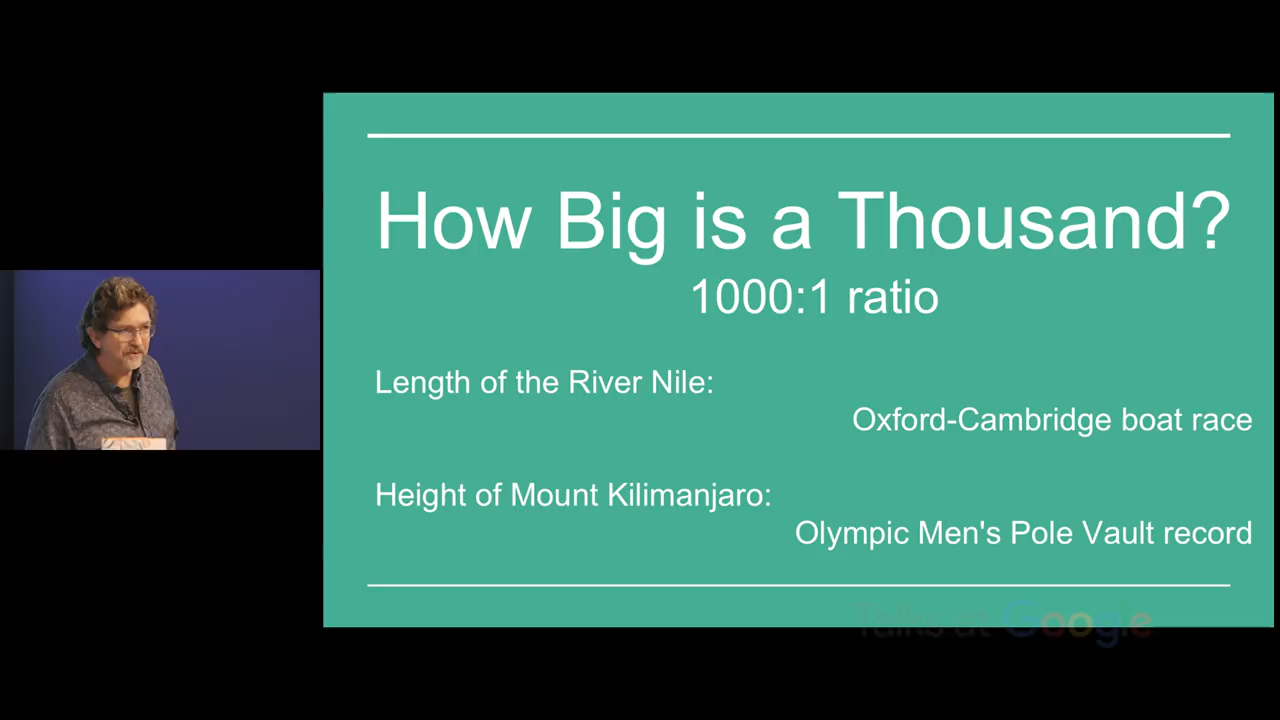 How Big is a Thousand?
1000:1 ratio
Length of the River Nile:
Oxford-Cambridge boat race
Height of Mount Kilimanjaro:
Olympic Men's Pole Vault record
Talks at Google